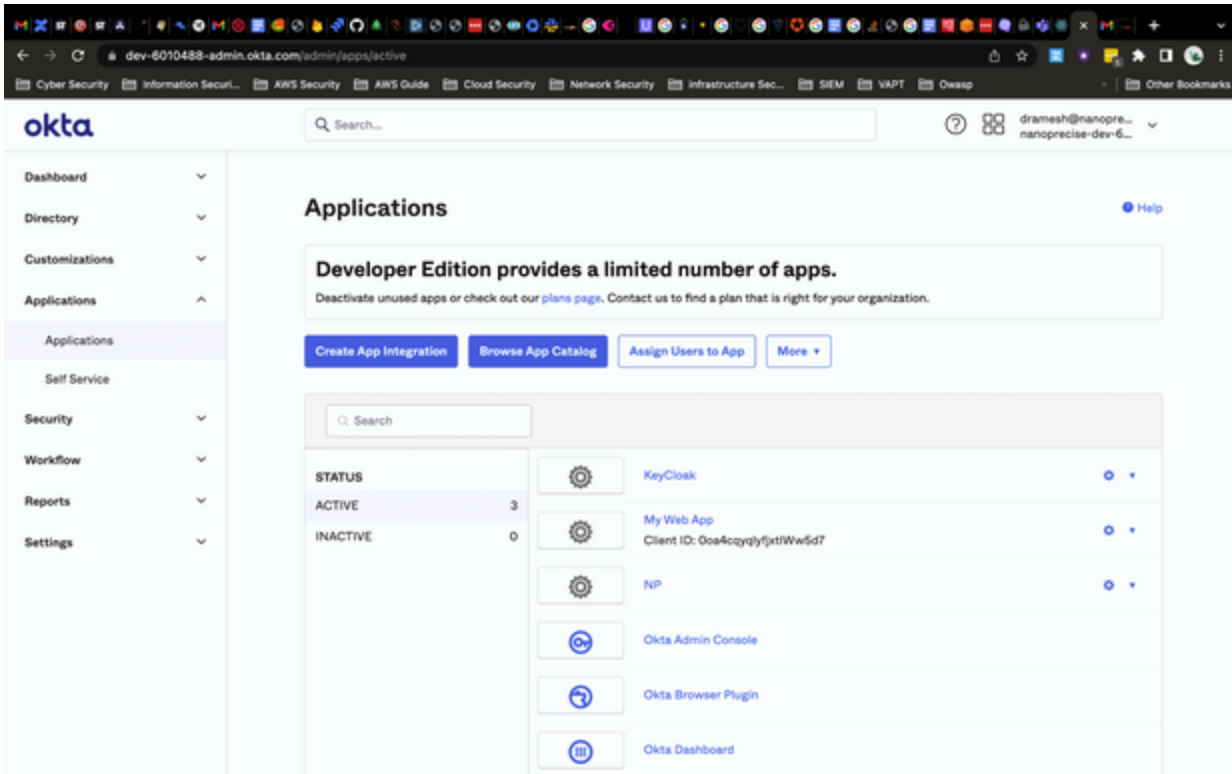 dev-6010488-admin.okta.com/admin/apps/active
Cyber Security Information Securi... AWS Security AWS Guide Cloud Security Network Security infrastructure Sec... SIEM VAPT Owasp Other Bookmarks
okta
Search...
dramesh@nanopre...
nanoprecise-dev-6...
Dashboard
Directory
Customizations
Applications
Applications
Self Service
Security
Workflow
Reports
Settings
Applications
Help
Developer Edition provides a limited number of apps.
Deactivate unused apps or check out our plans page. Contact us to find a plan that is right for your organization.
Create App Integration Browse App Catalog Assign Users to App More
Search
STATUS
ACTIVE 3
INACTIVE 0
KeyCloak
My Web App
Client ID:
NP
Okta Admin Console
Okta Browser Plugin
Okta Dashboard